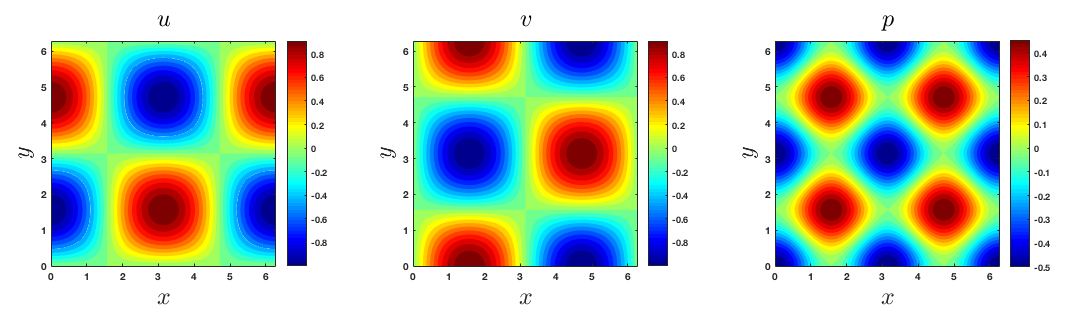 u v p
6 6 6
0.8 0.8 0.4
5 0.6 5 0.6 5 0.3
0.4 0.4 0.2
4 0.2 4 0.2 4 0.1
y 3 0 y 3 0 y 3 0
-0.2 -0.2 -0.1
2 -0.4 2 -0.4 2 -0.2
-0.6 -0.6 -0.3
1 1 1
-0.8 -0.8 -0.4
0 0 0 -0.5
0 1 2 3 4 5 6 0 1 2 3 4 5 6 0 1 2 3 4 5 6
x x x